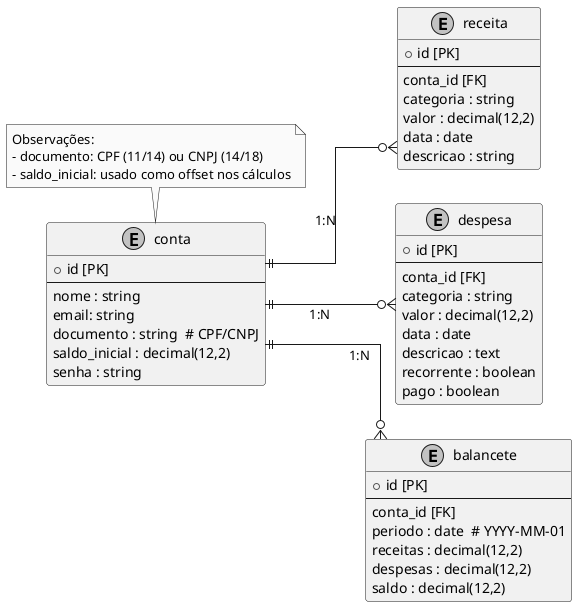 E receita
id [PK]
conta_id [FK]
categoria : string
valor : decimal(12,2)
data : date
descricao : string
Observações:
- documento: CPF (11/14) ou CNPJ (14/18)
- saldo_inicial: usado como offset nos cálculos
E conta
id [PK]
nome : string
email: string
documento : string  # CPF/CNPJ
saldo_inicial : decimal(12,2)
senha : string
1:N
1:N
1:N
E despesa
id [PK]
conta_id [FK]
categoria : string
valor : decimal(12,2)
data : date
descricao : text
recorrente : boolean
pago : boolean
E balancete
id [PK]
conta_id [FK]
periodo : date  # YYYY-MM-01
receitas : decimal(12,2)
despesas : decimal(12,2)
saldo : decimal(12,2)